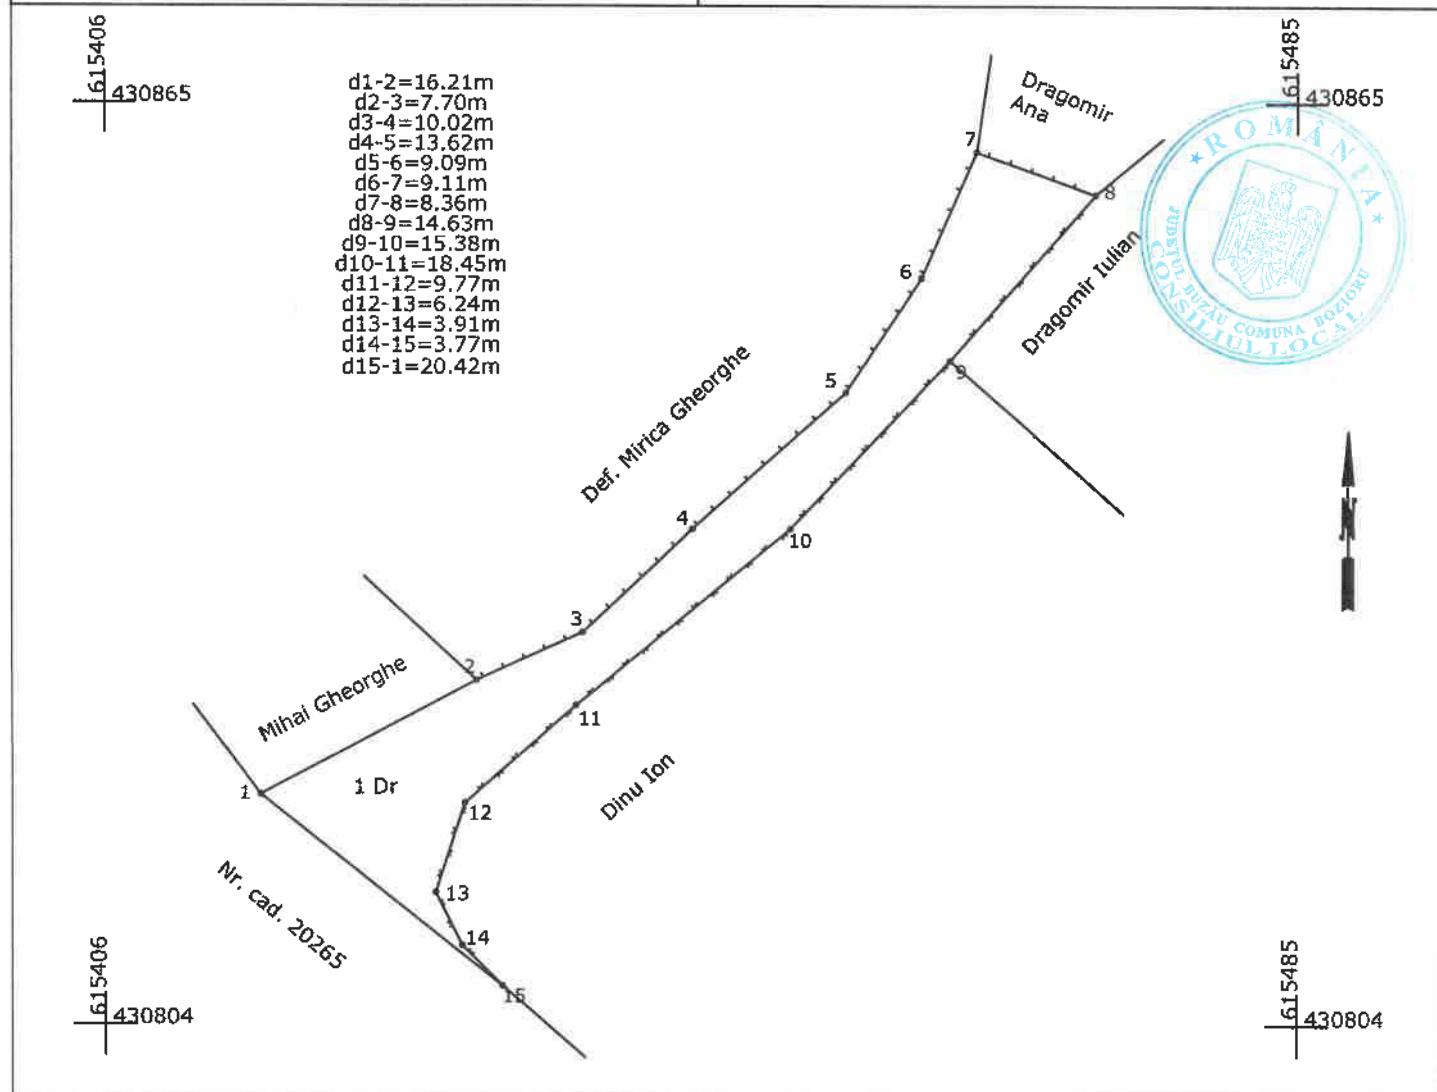 615406
430865
d1-2=16.21m
d2-3=7.70m
d3-4=10.02m
d4-5=13.62m
d5-6=9.09m
d6-7=9.11m
d7-8=8.36m
d8-9=14.63m
d9-10=15.38m
d10-11=18.45m
d11-12=9.77m
d12-13=6.24m
d13-14=3.91m
d14-15=3.77m
d15-1=20.42m
Dragomir
Ana
615485
430865
ROMÂNIA
JUDEȚUL BUZĂU COMUNA BOZIORU
CONSILIUL LOCAL
7
8
6
Dragomir Iulian
5
9
Def. Mirica Gheorghe
4
10
N
3
2
Mihai Gheorghe
11
1
1 Dr
12
Dinu Ion
13
Nr. cad. 20265
14
15
615406
430804
615485
430804